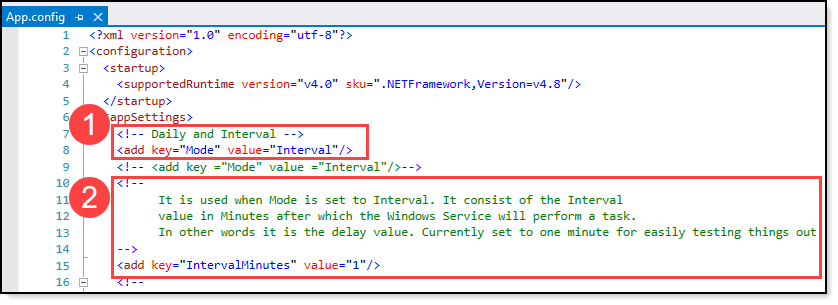 App.config
1 <?xml version="1.0" encoding="utf-8"?>
2 <configuration>
3 <startup>
4 <supportedRuntime version="v4.0" sku=".NETFramework,Version=v4.8"/>
5 </startup>
6 appSettings>
1
7 <!-- Daily and Interval -->
8 <add key="Mode" value="Interval"/>
9 <!-- <add key ="Mode" value ="Interval"/>-->
2
10 <!--
11 It is used when Mode is set to Interval. It consist of the Interval
12 value in Minutes after which the Windows Service will perform a task.
13 In other words it is the delay value. Currently set to one minute for easily testing things out
14 -->
15 <add key="IntervalMinutes" value="1"/>
16 <!--